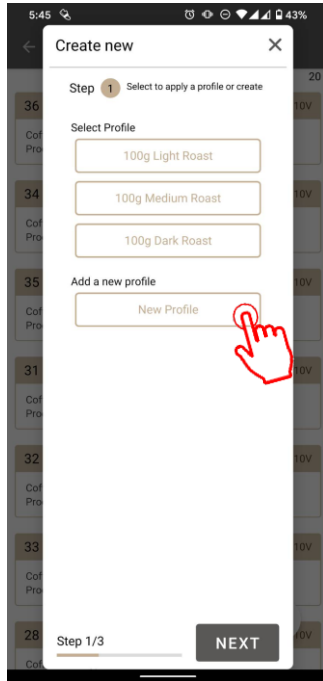 5:45 43%
Create new
20
Step 1 Select to apply a profile or create
36 10V
Select Profile
Cof
Pro
100g Light Roast
34 10V
100g Medium Roast
Cof
Pro
100g Dark Roast
35 10V
Add a new profile
Cof
Pro
New Profile
31 10V
Cof
Pro
32 10V
Cof
Pro
33 10V
Cof
Pro
28 10V
Step 1/3
NEXT
Cof